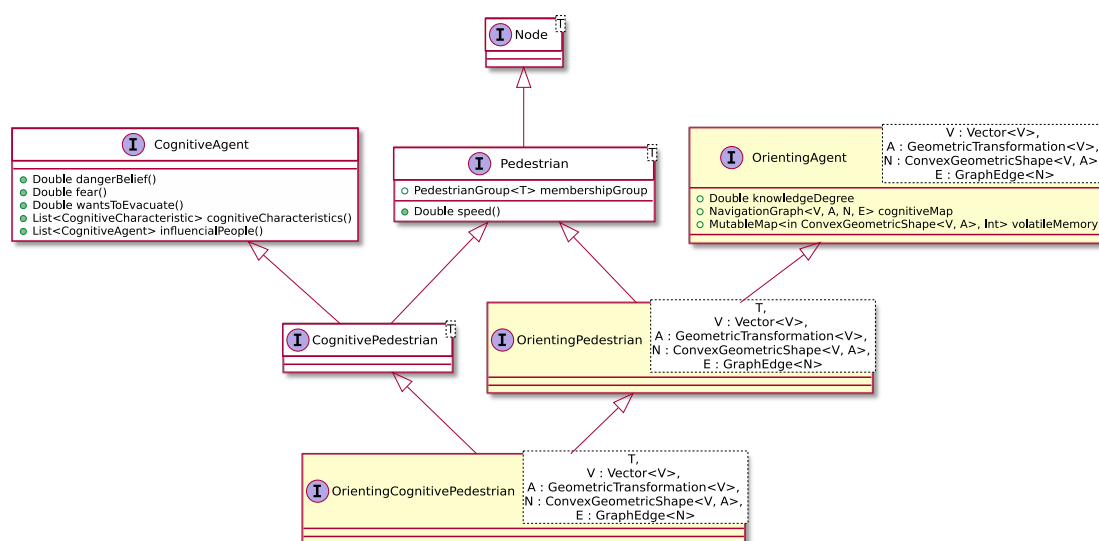 I Node
T
I CognitiveAgent
Double dangerBelief()
Double fear()
Double wantsToEvacuate()
List<CognitiveCharacteristic> cognitiveCharacteristics()
List<CognitiveAgent> influencialPeople()
I Pedestrian
T
PedestrianGroup<T> membershipGroup
Double speed()
I OrientingAgent
V : Vector<V>,
A : GeometricTransformation<V>,
N : ConvexGeometricShape<V, A>,
E : GraphEdge<N>
Double knowledgeDegree
NavigationGraph<V, A, N, E> cognitiveMap
MutableMap<in ConvexGeometricShape<V, A>, Int> volatileMemory
I CognitivePedestrian
T
I OrientingPedestrian
T,
V : Vector<V>,
A : GeometricTransformation<V>,
N : ConvexGeometricShape<V, A>,
E : GraphEdge<N>
I OrientingCognitivePedestrian
T,
V : Vector<V>,
A : GeometricTransformation<V>,
N : ConvexGeometricShape<V, A>,
E : GraphEdge<N>